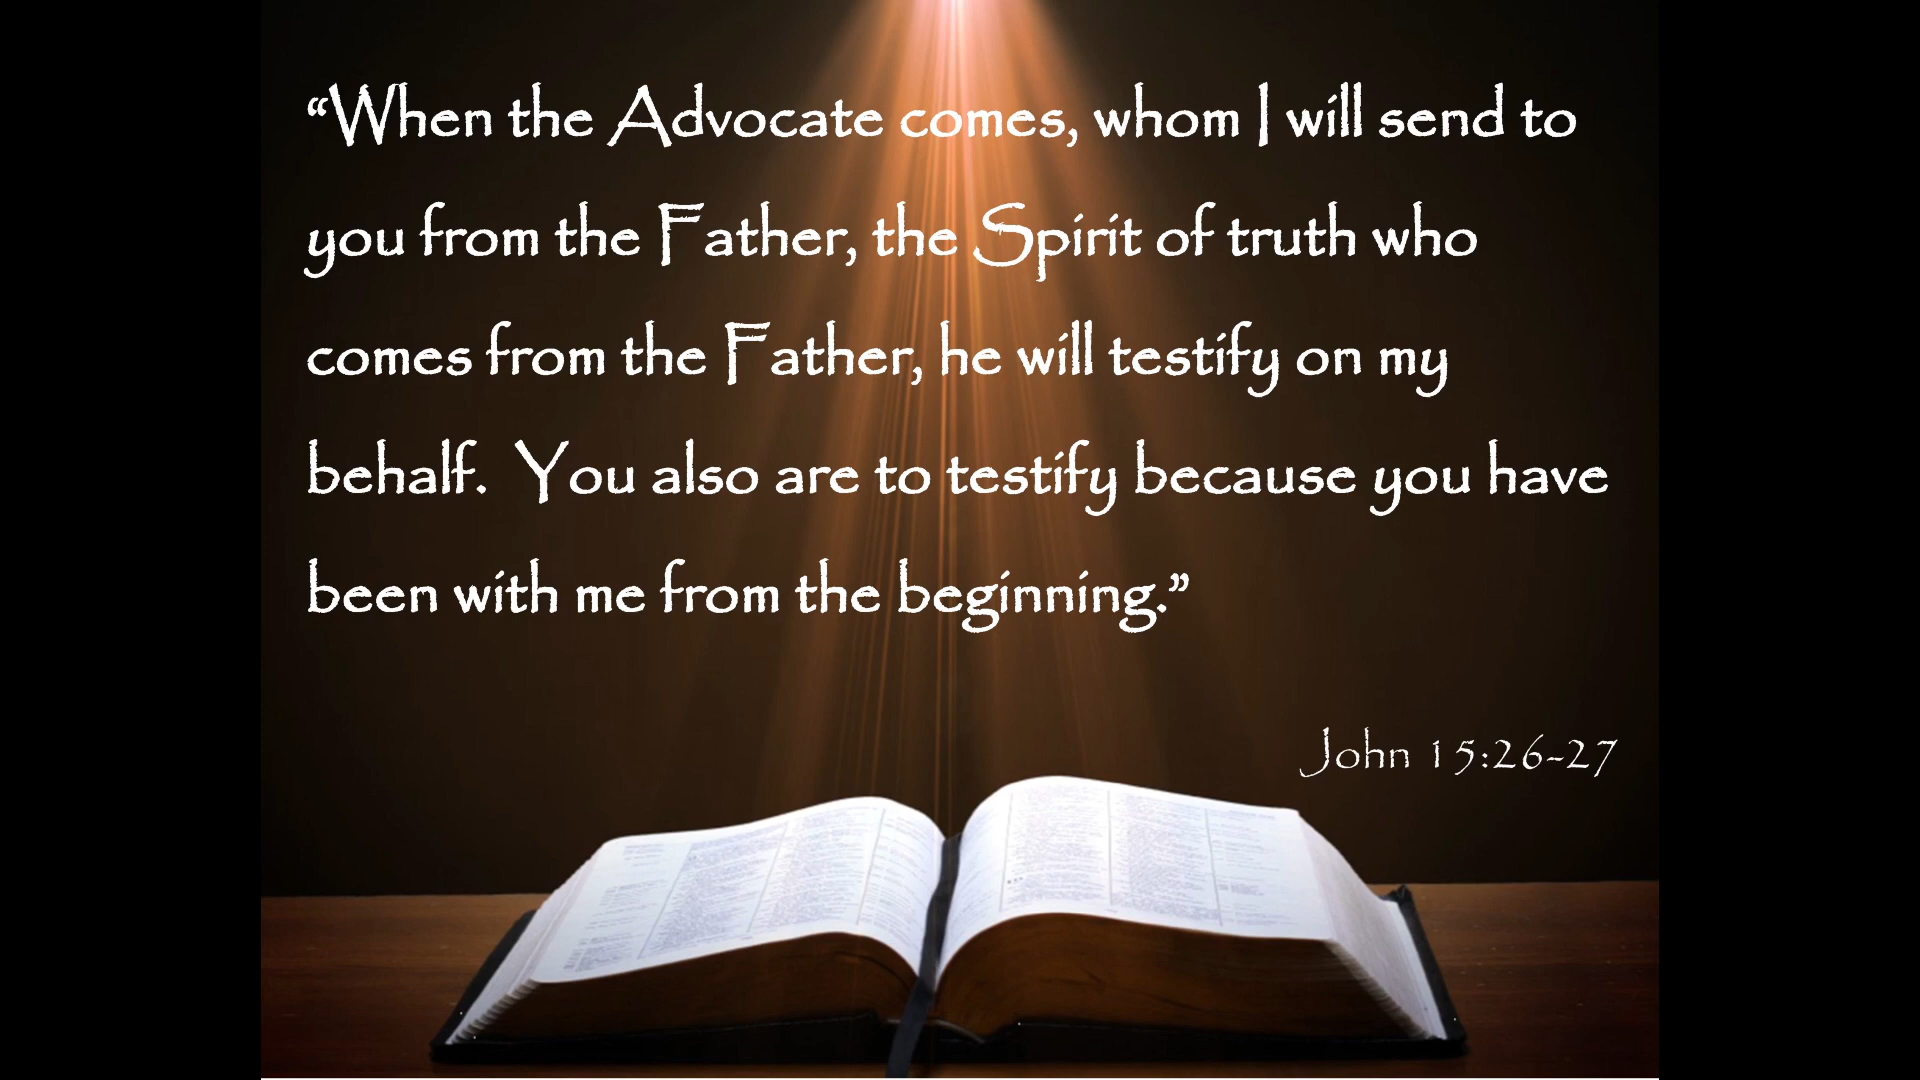 “When the Advocate comes, whom I will send to
you from the Father, the Spirit of truth who
comes from the Father, he will testify on my
behalf.  You also are to testify because you have
been with me from the beginning.”
John 15:26-27